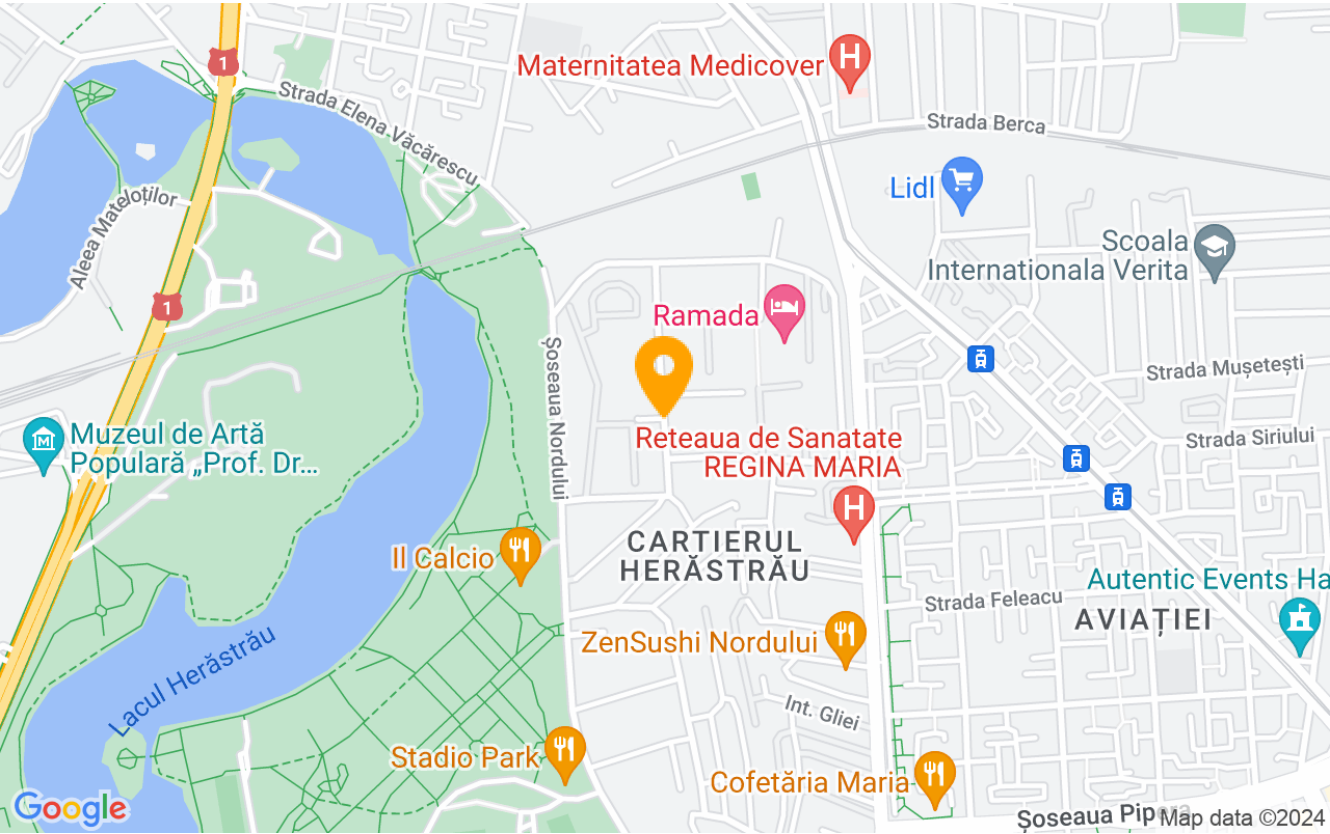 1
Maternitatea Medicover
H
Strada Elena Văcărescu
Strada Berca
Lidl
Aleea Mateloților
Scoala
Internationala Verita
1
Ramada
Șoseaua Nordului
Strada Mușetești
Muzeul de Artă
Populară „Prof. Dr...
Reteaua de Sanatate
REGINA MARIA
Strada Siriului
H
CARTIERUL
HERĂSTRĂU
Il Calcio
Autentic Events Ha
Strada Feleacu
AVIAȚIEI
ZenSushi Nordului
Lacul Herăstrău
Int. Gliei
Stadio Park
Cofetăria Maria
Google
Șoseaua Pipera
Map data ©2024